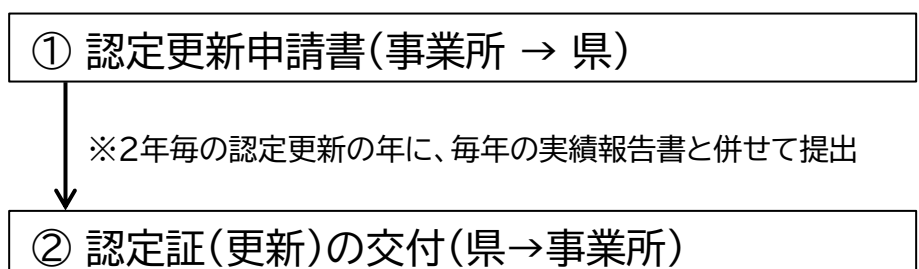 ① 認定更新申請書(事業所 → 県)
※2年毎の認定更新の年に、毎年の実績報告書と併せて提出
② 認定証(更新)の交付(県→事業所)